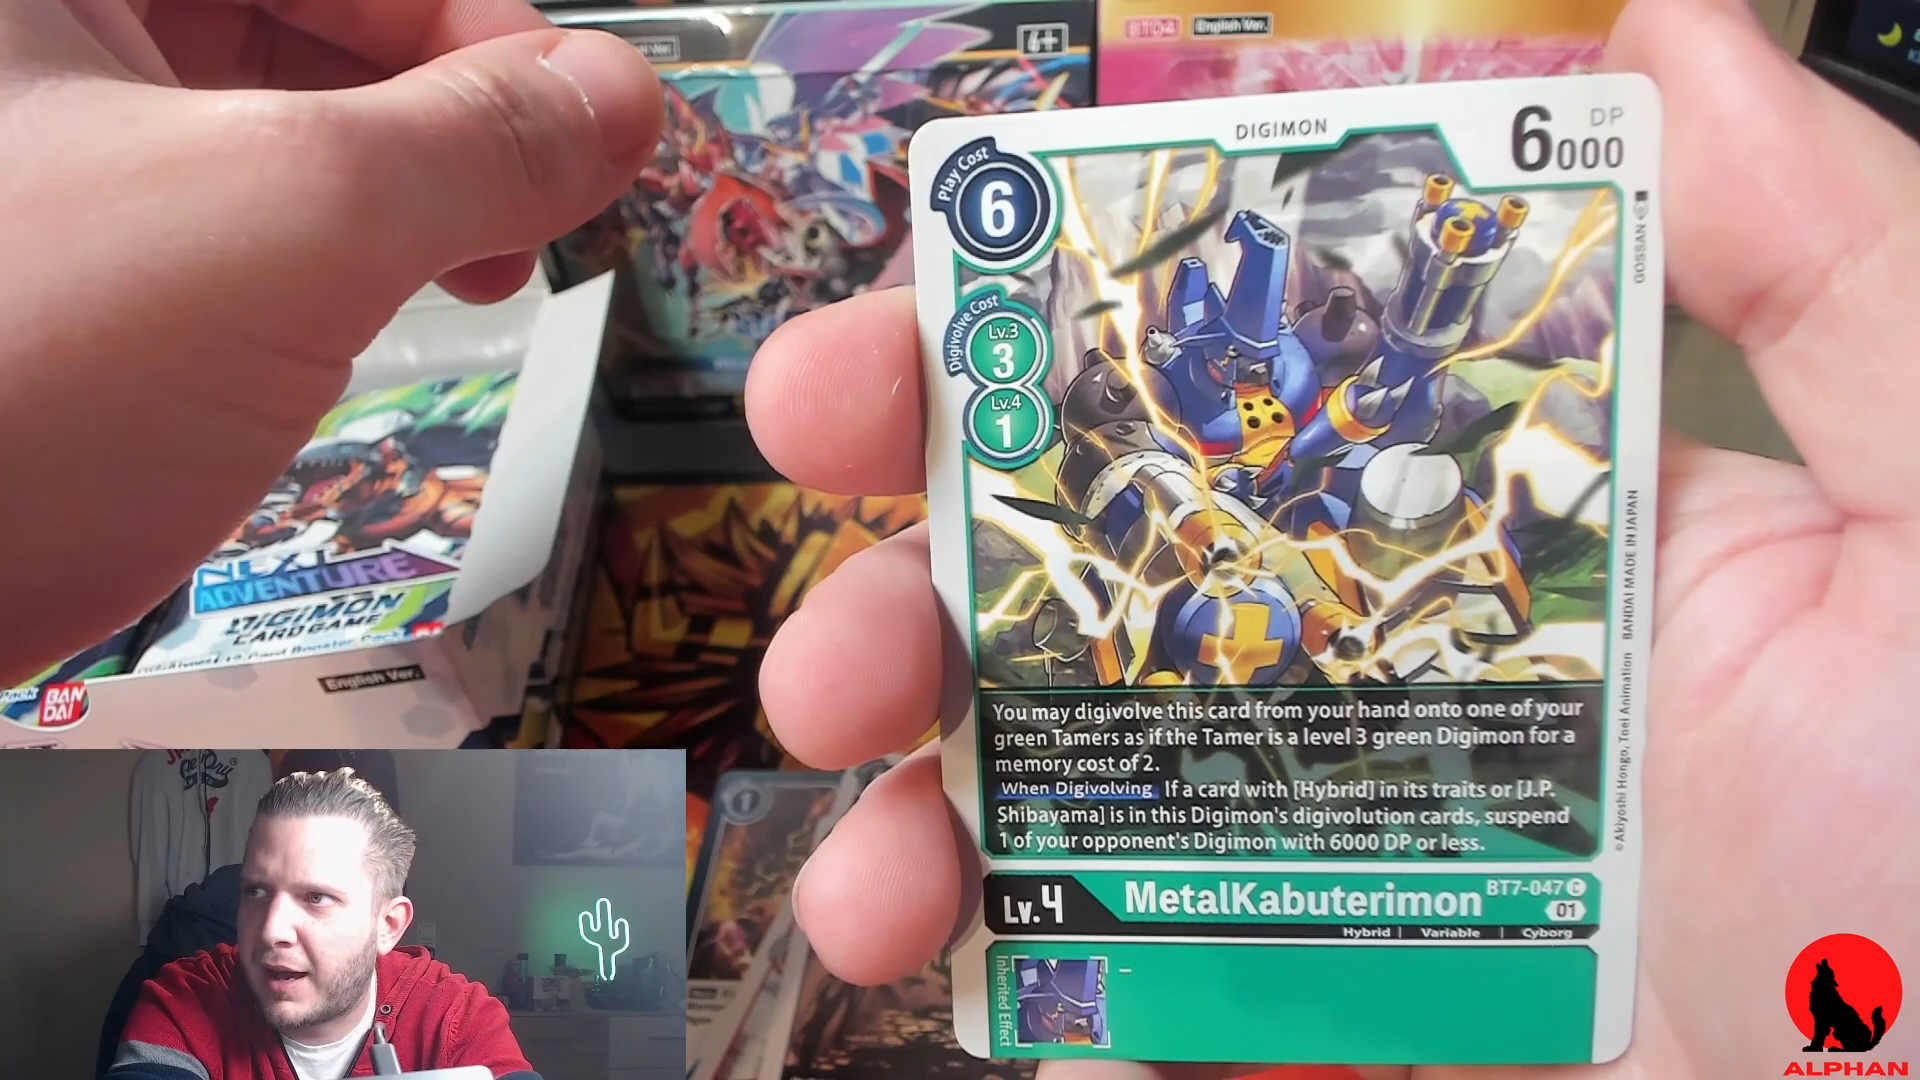 6+
BT04
English Ver.
DIGIMON
DP
6000
Play Cost
6
Digivolve Cost
Lv.3
3
Lv.4
1
GOSSAN
BANDAI MADE IN JAPAN
©Akiyoshi Hongo, Toei Animation
You may digivolve this card from your hand onto one of your
green Tamers as if the Tamer is a level 3 green Digimon for a
memory cost of 2.
When Digivolving If a card with [Hybrid] in its traits or [J.P.
Shibayama] is in this Digimon's digivolution cards, suspend
1 of your opponent's Digimon with 6000 DP or less.
Lv.4
MetalKabuterimon
BT7-047 C
01
Hybrid | Variable | Cyborg
Inherited Effect
-
NEXT
ADVENTURE
DIGIMON
CARD GAME
English Ver.
BAN
DAI
1
ALPHAN